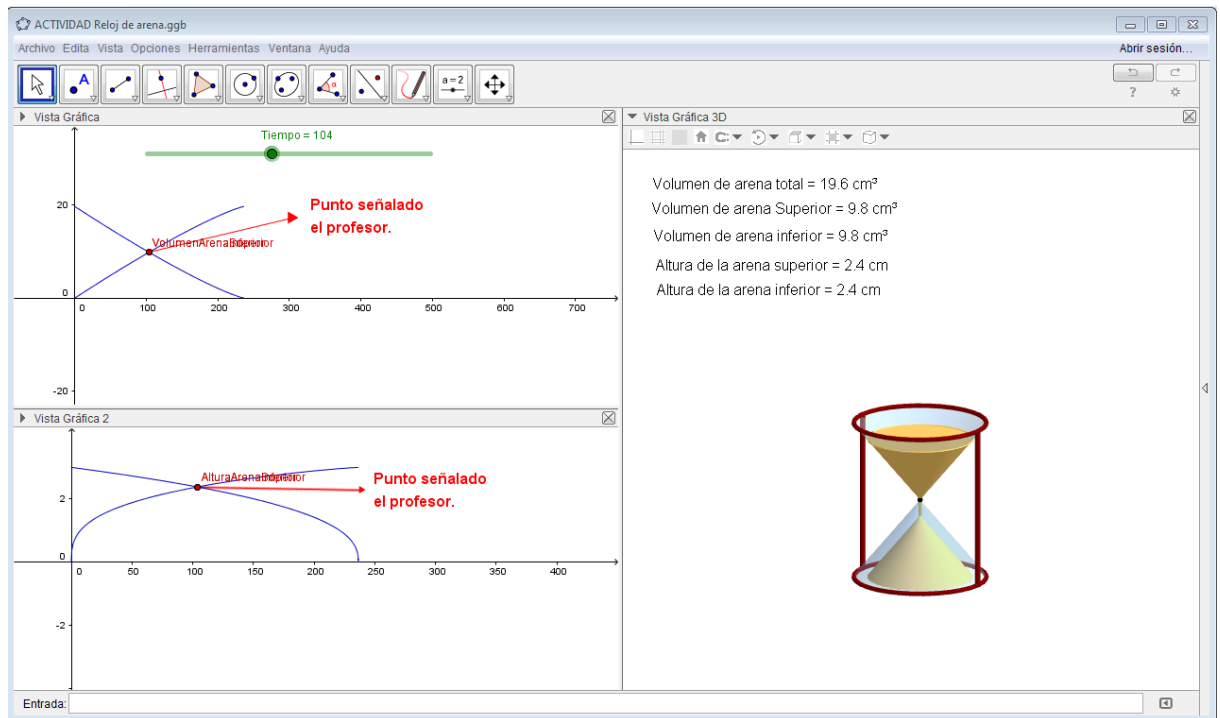 ACTIVIDAD Reloj de arena.ggb
Archivo Edita Vista Opciones Herramientas Ventana Ayuda
Abrir sesión...
A
α
a=2
?
Vista Gráfica
Tiempo = 104
20
0
-20
0 100 200 300 400 500 600 700
Punto señalado
el profesor.
Vista Gráfica 2
2
0
-2
0 50 100 150 200 250 300 350 400
Punto señalado
el profesor.
Vista Gráfica 3D
Volumen de arena total = 19.6 cm³
Volumen de arena Superior = 9.8 cm³
Volumen de arena inferior = 9.8 cm³
Altura de la arena superior = 2.4 cm
Altura de la arena inferior = 2.4 cm
Entrada: